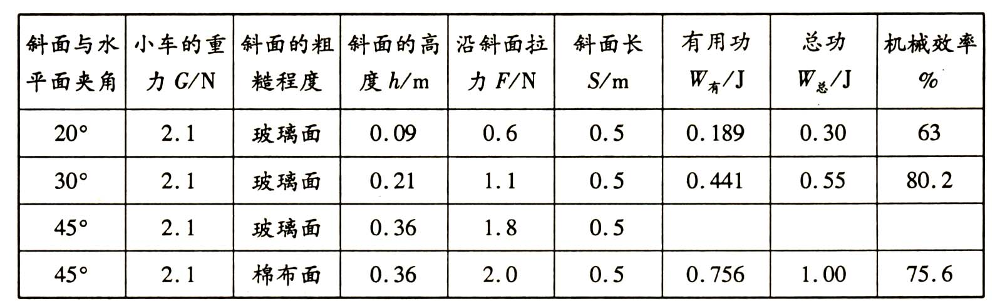 斜面与水平面夹角 小车的重力 G/N 斜面的粗糙程度 斜面的高度 h/m 沿斜面拉力 F/N 斜面长 S/m 有用功 W有/J 总功 W总/J 机械效率 %
20° 2.1 玻璃面 0.09 0.6 0.5 0.189 0.30 63
30° 2.1 玻璃面 0.21 1.1 0.5 0.441 0.55 80.2
45° 2.1 玻璃面 0.36 1.8 0.5
45° 2.1 棉布面 0.36 2.0 0.5 0.756 1.00 75.6